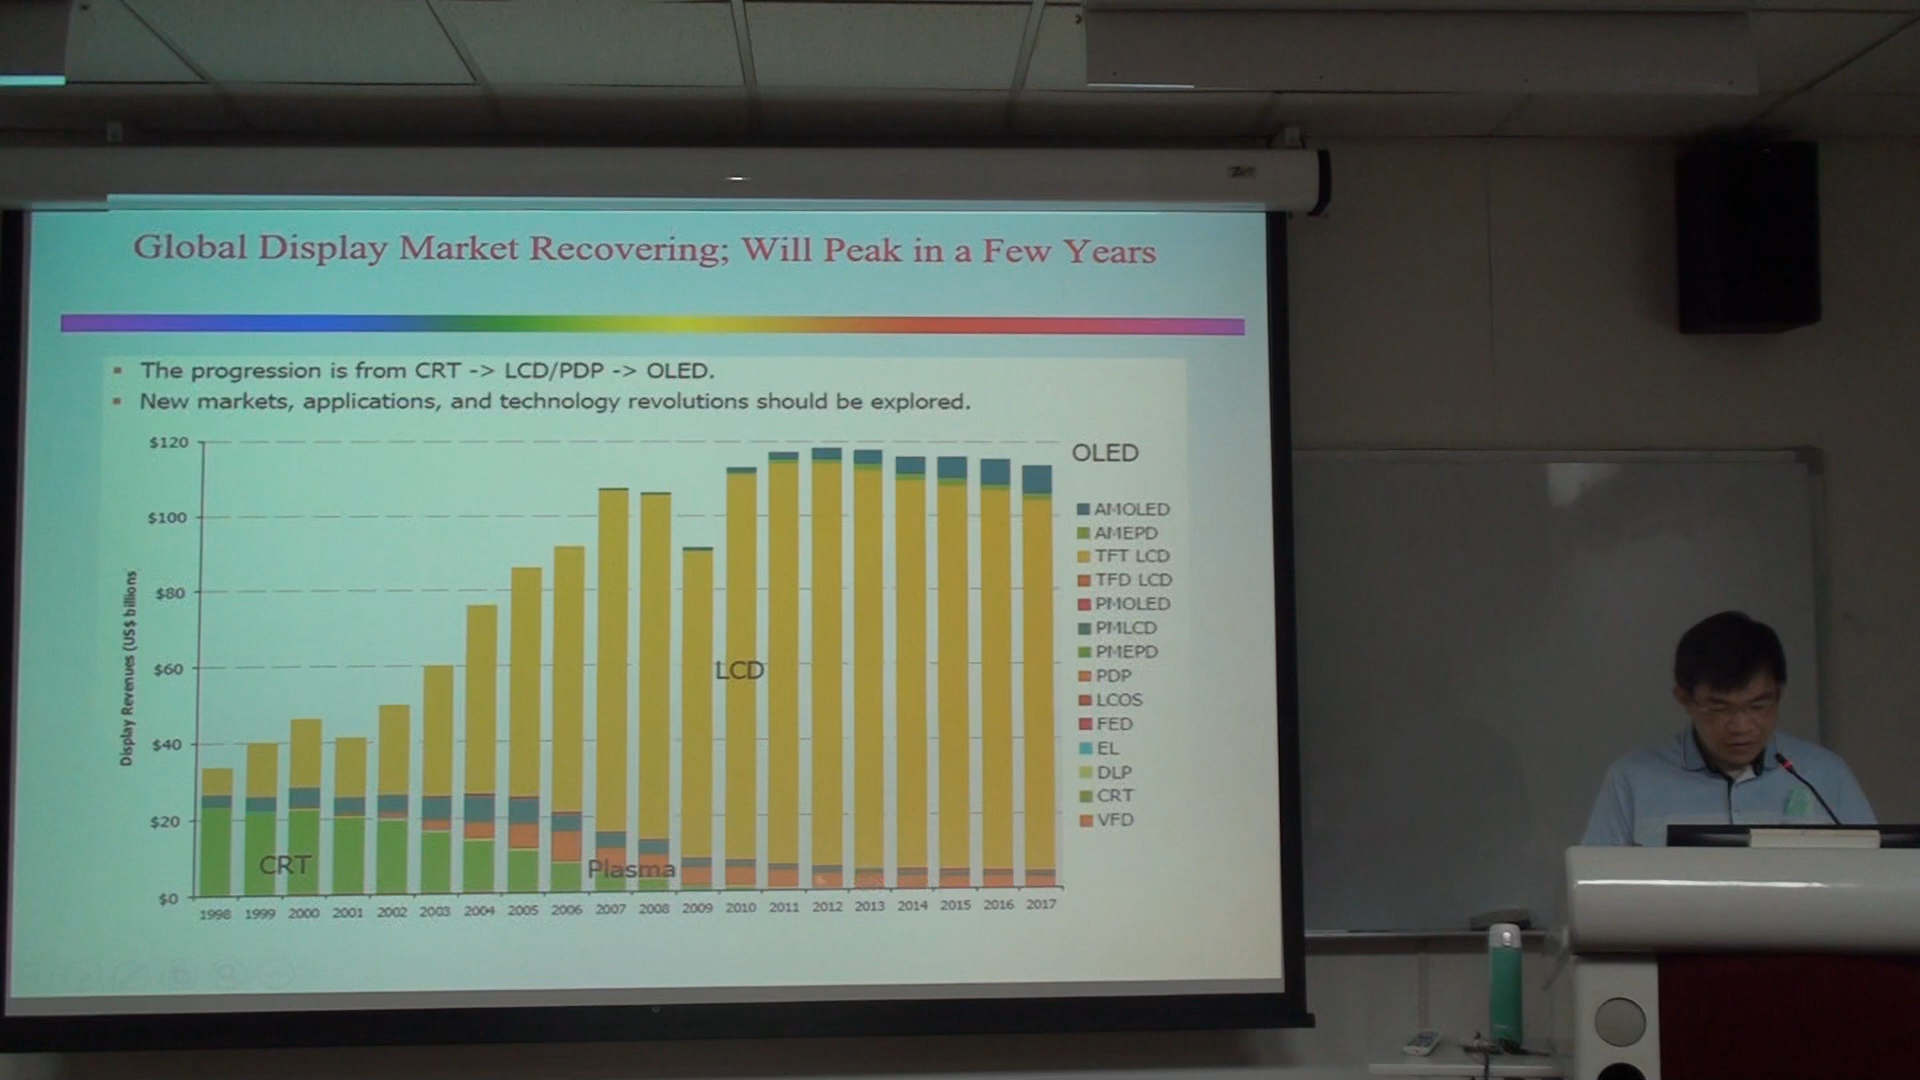 Global Display Market Recovering; Will Peak in a Few Years
▪ The progression is from CRT -> LCD/PDP -> OLED.
▪ New markets, applications, and technology revolutions should be explored.
Display Revenues (US$ billions
$120
$100
$80
$60
$40
$20
$0
CRT
Plasma
LCD
OLED
AMOLED
AMEPD
TFT LCD
TFD LCD
PMOLED
PMLCD
PMEPD
PDP
LCOS
FED
EL
DLP
CRT
VFD
1998 1999 2000 2001 2002 2003 2004 2005 2006 2007 2008 2009 2010 2011 2012 2013 2014 2015 2016 2017